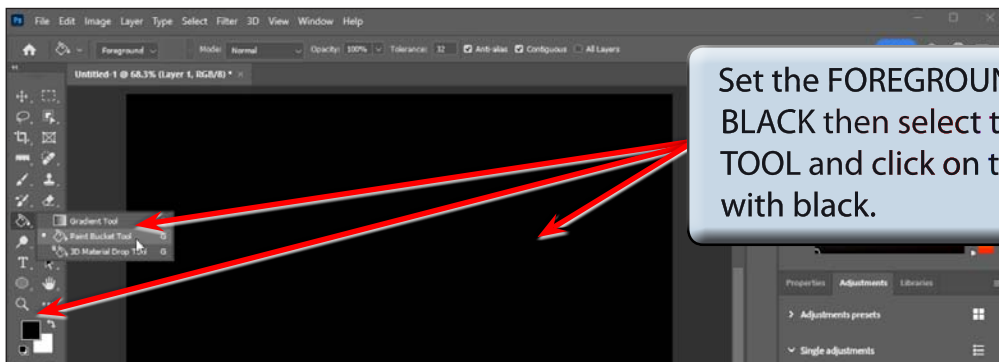 Ps File Edit Image Layer Type Select Filter 3D View Window Help
Foreground Mode: Normal Opacity: 100% Tolerance: 32 Anti-alias Contiguous All Layers
Untitled-1 @ 68.3% (Layer 1, RGB/8) * ×
Set the FOREGROUN
BLACK then select t
TOOL and click on t
with black.
Gradient Tool
Paint Bucket Tool G
3D Material Drop Tool G
T
Properties Adjustments Libraries
Adjustments presets
Single adjustments